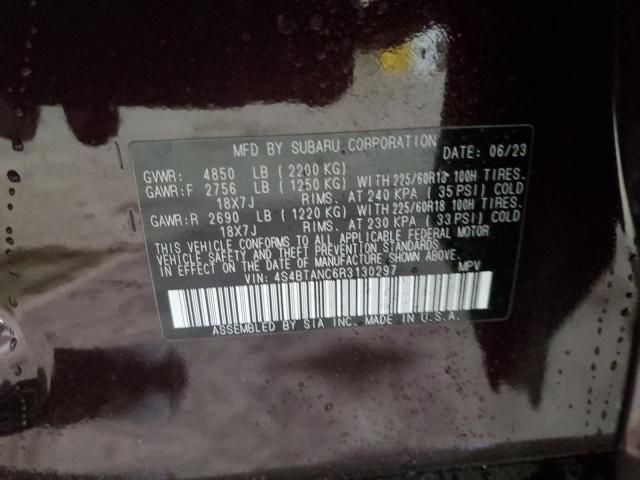 MFD BY SUBARU CORPORATION DATE: 06/23
GVWR: 4850 LB (2200 KG)
GAWR:F 2756 LB (1250 KG) WITH 225/60R18 100H TIRES.
18X7J RIMS. AT 240 KPA (35 PSI) COLD
GAWR:R 2690 LB (1220 KG) WITH 225/60R18 100H TIRES.
18X7J RIMS. AT 230 KPA (33 PSI) COLD
THIS VEHICLE CONFORMS TO ALL APPLICABLE FEDERAL MOTOR
VEHICLE SAFETY, BUMPER, AND THEFT PREVENTION
STANDARDS IN EFFECT ON THE DATE OF MANUFACTURE SHOWN ABOVE.
VIN: 4S4BTANC6R3130297 MPV
ASSEMBLED BY SIA INC. MADE IN U.S.A.